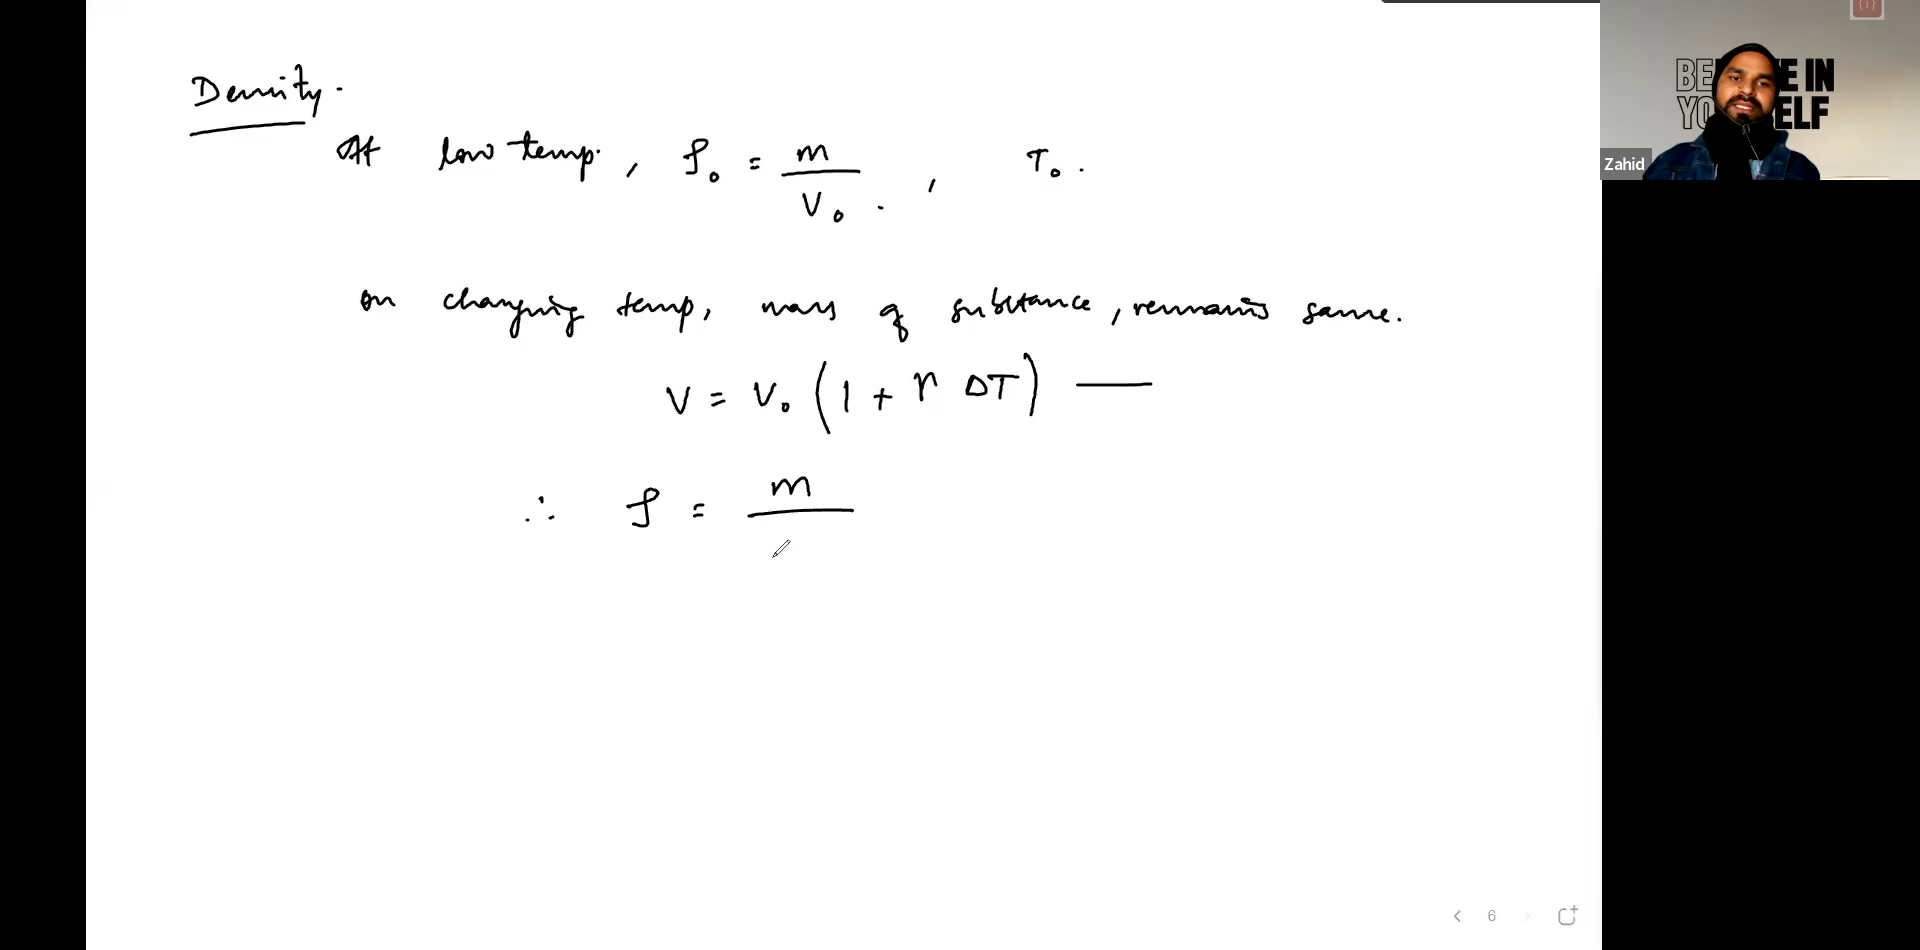 Density.
At low temp., ρ₀ = m / V₀ . , T₀ .
On changing temp, mass of substance, remains same.
V = V₀ (1 + γ ΔT) —
∴ ρ = m
6
Zahid